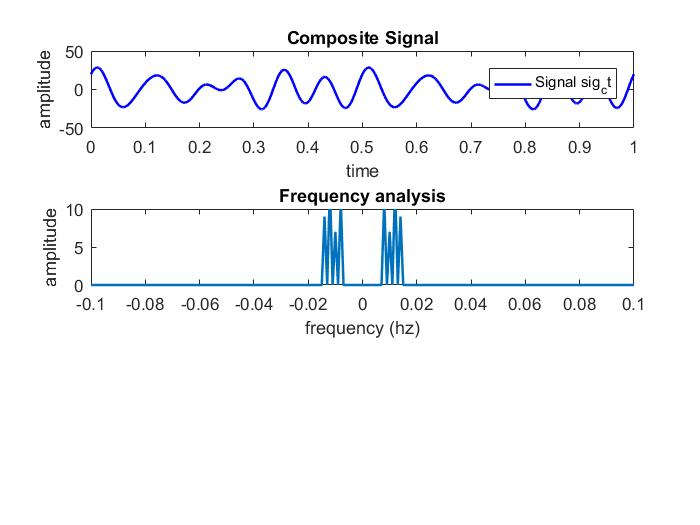 Composite Signal
50
0
-50
amplitude
Signal sig_ct
0 0.1 0.2 0.3 0.4 0.5 0.6 0.7 0.8 0.9 1
time
Frequency analysis
10
5
0
amplitude
-0.1 -0.08 -0.06 -0.04 -0.02 0 0.02 0.04 0.06 0.08 0.1
frequency (hz)